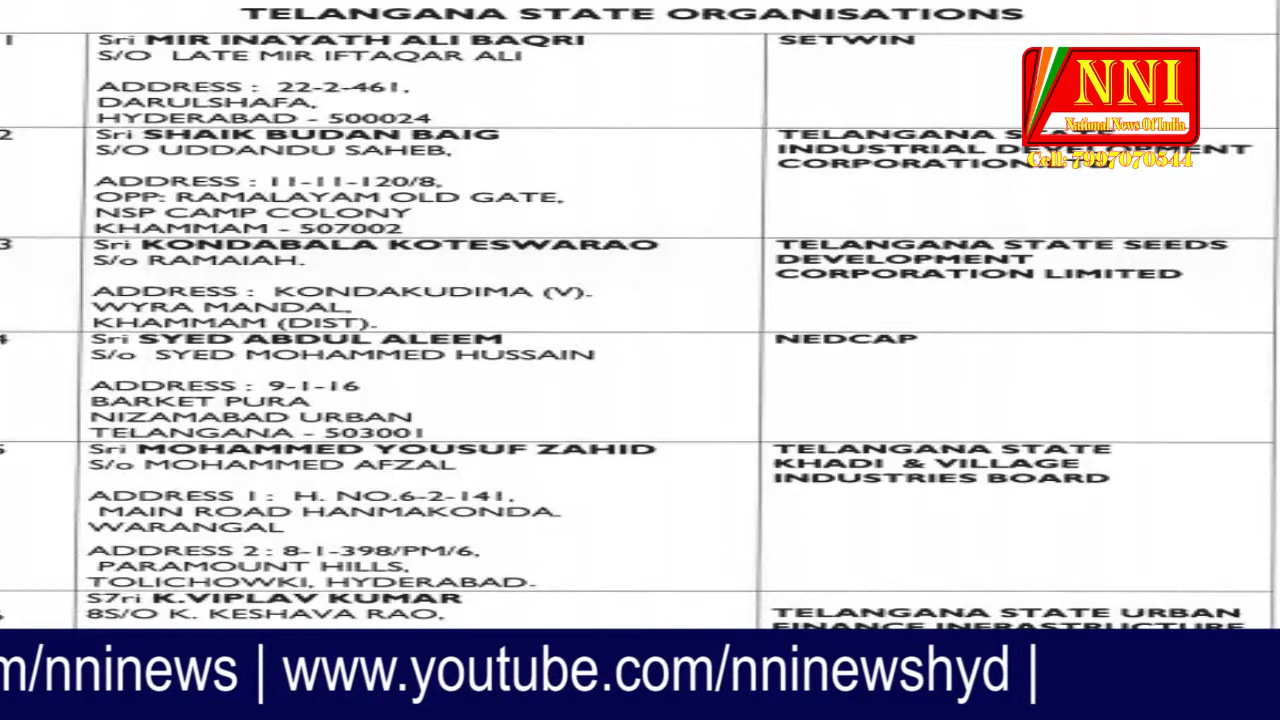 TELANGANA STATE ORGANISATIONS
1
Sri MIR INAYATH ALI BAQRI
S/O LATE MIR IFTAQAR ALI
ADDRESS : 22-2-461,
DARULSHAFA,
HYDERABAD - 500024
SETWIN
2
Sri SHAIK BUDAN BAIG
S/O UDDANDU SAHEB,
ADDRESS : 11-11-120/8,
OPP: RAMALAYAM OLD GATE,
NSP CAMP COLONY
KHAMMAM - 507002
TELANGANA STATE
INDUSTRIAL DEVELOPMENT
CORPORATION LTD
3
Sri KONDABALA KOTESWARAO
S/o RAMAIAH.
ADDRESS : KONDAKUDIMA (V).
WYRA MANDAL,
KHAMMAM (DIST).
TELANGANA STATE SEEDS
DEVELOPMENT
CORPORATION LIMITED
4
Sri SYED ABDUL ALEEM
S/o SYED MOHAMMED HUSSAIN
ADDRESS : 9-1-16
BARKET PURA
NIZAMABAD URBAN
TELANGANA - 503001
NEDCAP
5
Sri MOHAMMED YOUSUF ZAHID
S/o MOHAMMED AFZAL
ADDRESS 1 : H. NO.6-2-141,
MAIN ROAD HANMAKONDA.
WARANGAL
ADDRESS 2 : 8-1-398/PM/6,
PARAMOUNT HILLS,
TOLICHOWKI, HYDERABAD.
TELANGANA STATE
KHADI & VILLAGE
INDUSTRIES BOARD
S7ri K.VIPLAV KUMAR
8S/O K. KESHAVA RAO,
TELANGANA STATE URBAN
FINANCE INFRASTRUCTURE
NNI
National News Of India
Cell: 7997070544
m/nninews | www.youtube.com/nninewshyd |